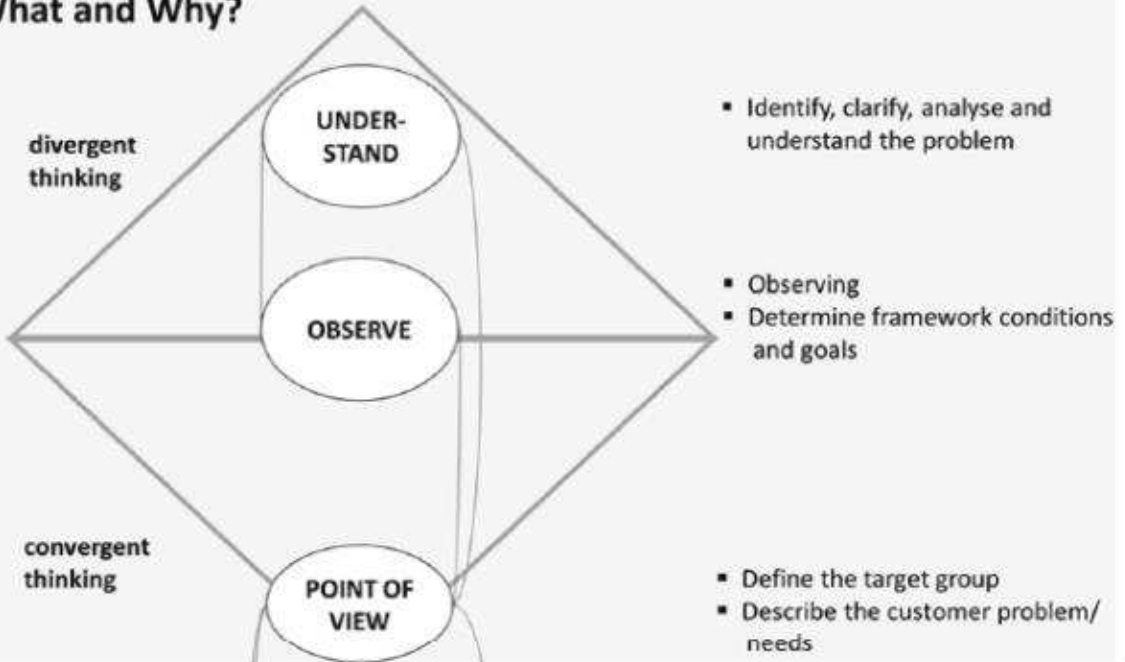 What and Why?
UNDER-
STAND
▪ Identify, clarify, analyse and
understand the problem
divergent
thinking
OBSERVE
▪ Observing
▪ Determine framework conditions
and goals
convergent
thinking
POINT OF
VIEW
▪ Define the target group
▪ Describe the customer problem/
needs